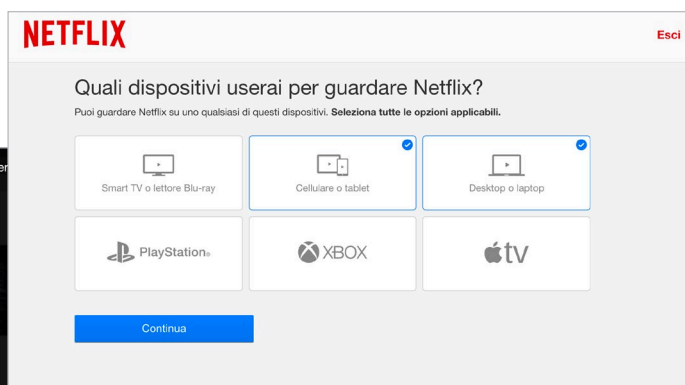 NETFLIX
Esci
Quali dispositivi userai per guardare Netflix?
Puoi guardare Netflix su uno qualsiasi di questi dispositivi. Seleziona tutte le opzioni applicabili.
Smart TV o lettore Blu-ray
Cellulare o tablet
Desktop o laptop
PlayStation®
XBOX
tv
Continua